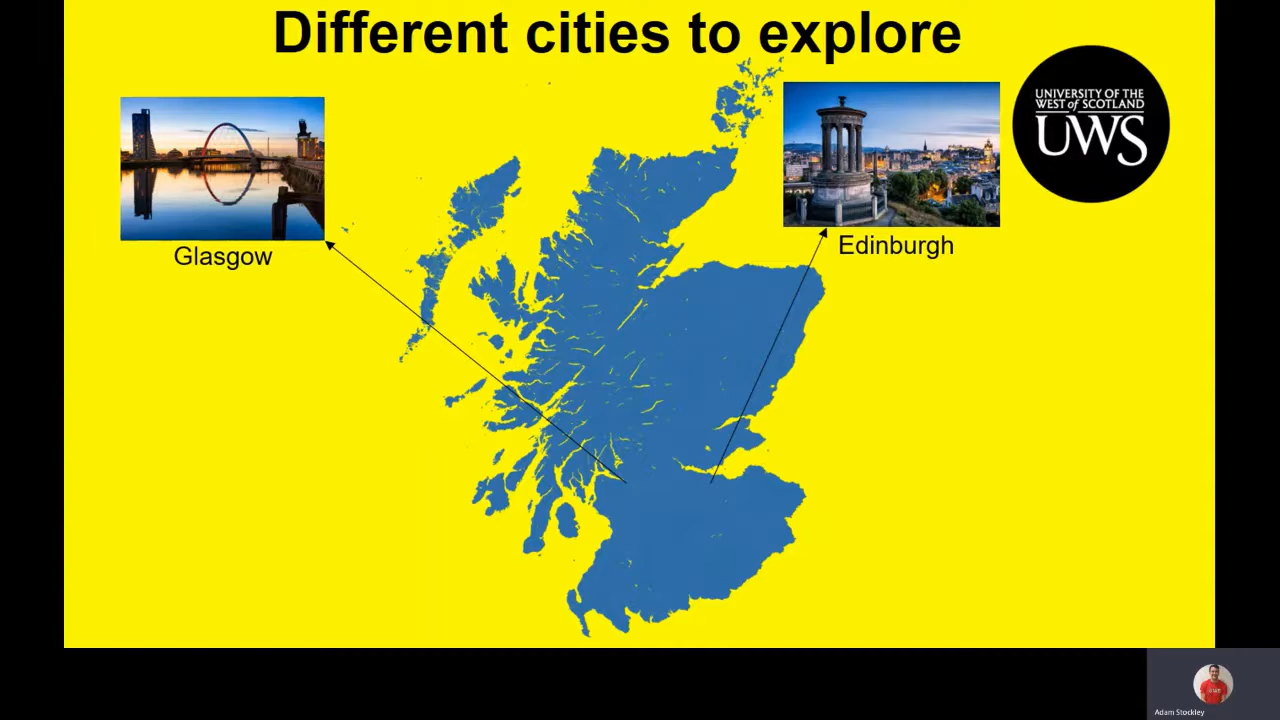 Different cities to explore
UNIVERSITY OF THE
WEST of SCOTLAND
UWS
Glasgow
Edinburgh
Adam Stockley